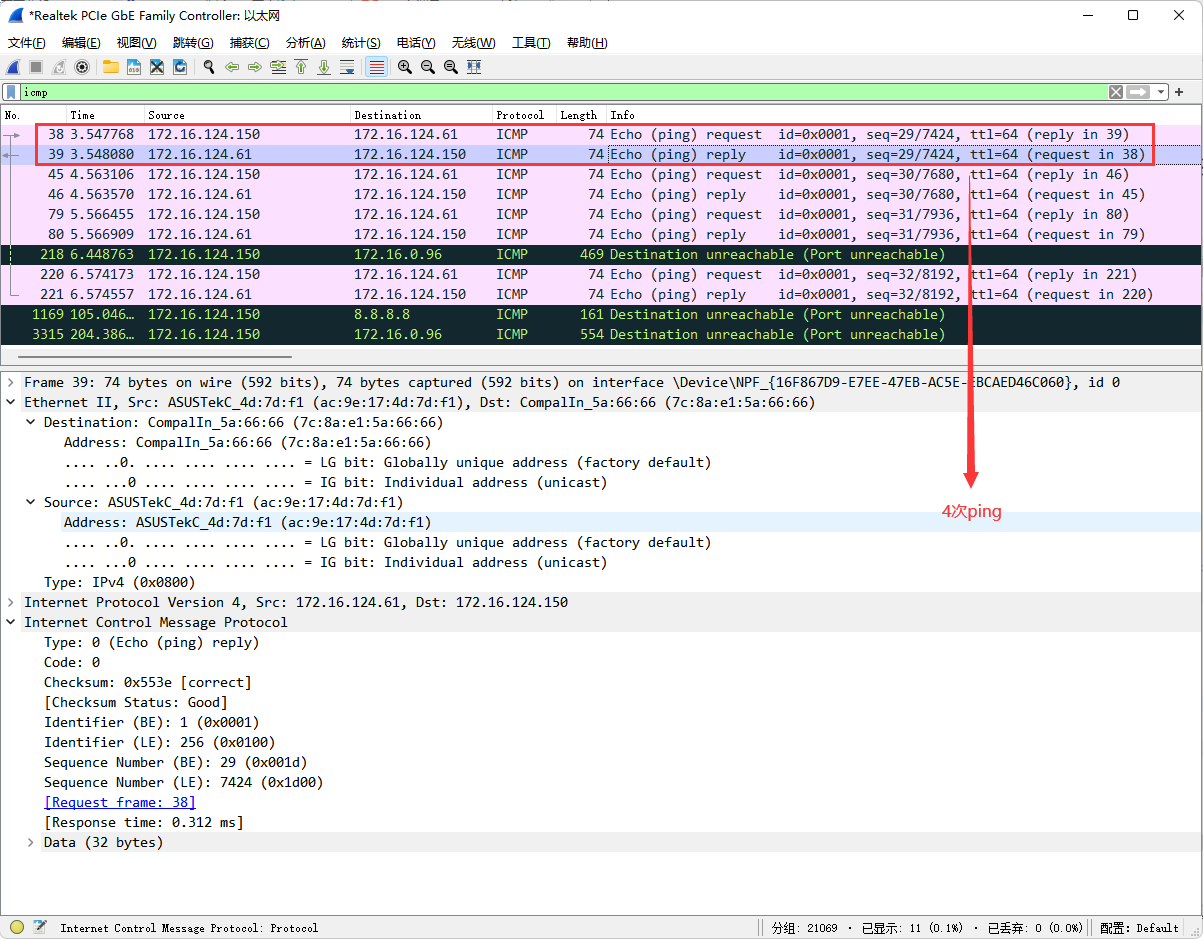 *Realtek PCIe GbE Family Controller: 以太网
文件(F) 编辑(E) 视图(V) 跳转(G) 捕获(C) 分析(A) 统计(S) 电话(Y) 无线(W) 工具(T) 帮助(H)
icmp
No. Time Source Destination Protocol Length Info
38 3.547768 172.16.124.150 172.16.124.61 ICMP 74 Echo (ping) request id=0x0001, seq=29/7424, ttl=64 (reply in 39)
39 3.548080 172.16.124.61 172.16.124.150 ICMP 74 Echo (ping) reply id=0x0001, seq=29/7424, ttl=64 (request in 38)
45 4.563106 172.16.124.150 172.16.124.61 ICMP 74 Echo (ping) request id=0x0001, seq=30/7680, ttl=64 (reply in 46)
46 4.563570 172.16.124.61 172.16.124.150 ICMP 74 Echo (ping) reply id=0x0001, seq=30/7680, ttl=64 (request in 45)
79 5.566455 172.16.124.150 172.16.124.61 ICMP 74 Echo (ping) request id=0x0001, seq=31/7936, ttl=64 (reply in 80)
80 5.566909 172.16.124.61 172.16.124.150 ICMP 74 Echo (ping) reply id=0x0001, seq=31/7936, ttl=64 (request in 79)
218 6.448763 172.16.124.150 172.16.0.96 ICMP 469 Destination unreachable (Port unreachable)
220 6.574173 172.16.124.150 172.16.124.61 ICMP 74 Echo (ping) request id=0x0001, seq=32/8192, ttl=64 (reply in 221)
221 6.574557 172.16.124.61 172.16.124.150 ICMP 74 Echo (ping) reply id=0x0001, seq=32/8192, ttl=64 (request in 220)
1169 105.046… 172.16.124.150 8.8.8.8 ICMP 161 Destination unreachable (Port unreachable)
3315 204.386… 172.16.124.150 172.16.0.96 ICMP 554 Destination unreachable (Port unreachable)
Frame 39: 74 bytes on wire (592 bits), 74 bytes captured (592 bits) on interface \Device\NPF_{16F867D9-E7EE-47EB-AC5E-EBCAED46C060}, id 0
Ethernet II, Src: ASUSTekC_4d:7d:f1 (ac:9e:17:4d:7d:f1), Dst: CompalIn_5a:66:66 (7c:8a:e1:5a:66:66)
Destination: CompalIn_5a:66:66 (7c:8a:e1:5a:66:66)
Address: CompalIn_5a:66:66 (7c:8a:e1:5a:66:66)
.... ..0. .... .... .... .... = LG bit: Globally unique address (factory default)
.... ...0 .... .... .... .... = IG bit: Individual address (unicast)
Source: ASUSTekC_4d:7d:f1 (ac:9e:17:4d:7d:f1)
4次ping
Address: ASUSTekC_4d:7d:f1 (ac:9e:17:4d:7d:f1)
.... ..0. .... .... .... .... = LG bit: Globally unique address (factory default)
.... ...0 .... .... .... .... = IG bit: Individual address (unicast)
Type: IPv4 (0x0800)
Internet Protocol Version 4, Src: 172.16.124.61, Dst: 172.16.124.150
Internet Control Message Protocol
Type: 0 (Echo (ping) reply)
Code: 0
Checksum: 0x553e [correct]
[Checksum Status: Good]
Identifier (BE): 1 (0x0001)
Identifier (LE): 256 (0x0100)
Sequence Number (BE): 29 (0x001d)
Sequence Number (LE): 7424 (0x1d00)
[Request frame: 38]
[Response time: 0.312 ms]
Data (32 bytes)
Internet Control Message Protocol: Protocol 分组: 21069 · 已显示: 11 (0.1%) · 已丢弃: 0 (0.0%) 配置: Default